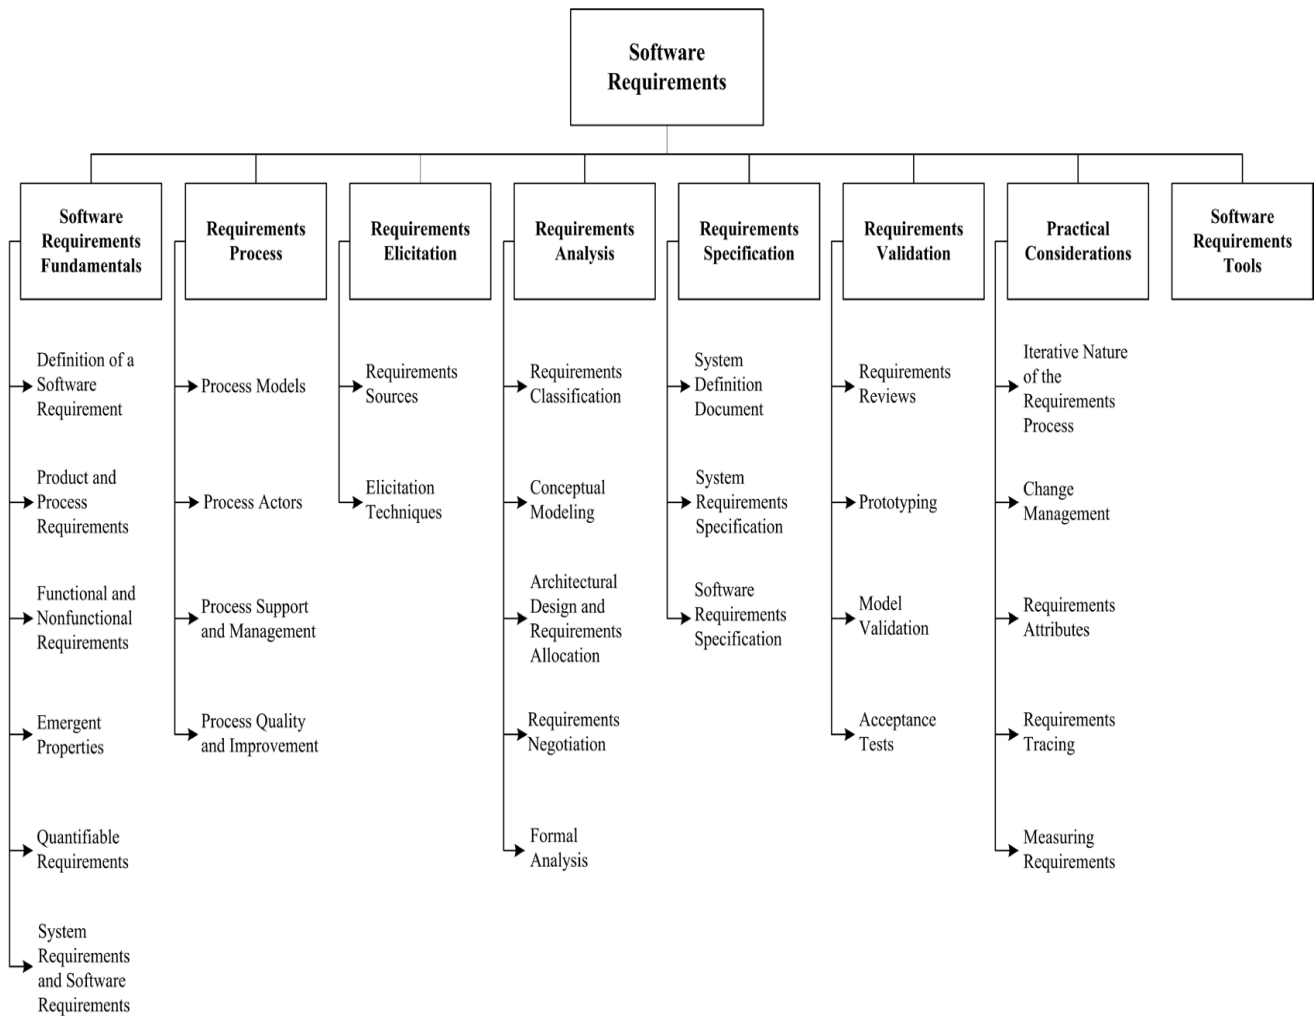 Software
Requirements
Software
Requirements
Fundamentals
Requirements
Process
Requirements
Elicitation
Requirements
Analysis
Requirements
Specification
Requirements
Validation
Practical
Considerations
Software
Requirements
Tools
Definition of a
Software
Requirement
Product and
Process
Requirements
Functional and
Nonfunctional
Requirements
Emergent
Properties
Quantifiable
Requirements
System
Requirements
and Software
Requirements
Process Models
Process Actors
Process Support
and Management
Process Quality
and Improvement
Requirements
Sources
Elicitation
Techniques
Requirements
Classification
Conceptual
Modeling
Architectural
Design and
Requirements
Allocation
Requirements
Negotiation
Formal
Analysis
System
Definition
Document
System
Requirements
Specification
Software
Requirements
Specification
Requirements
Reviews
Prototyping
Model
Validation
Acceptance
Tests
Iterative Nature
of the
Requirements
Process
Change
Management
Requirements
Attributes
Requirements
Tracing
Measuring
Requirements